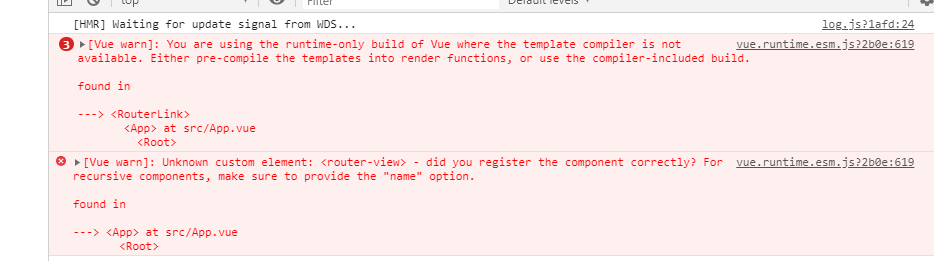 top
Filter
Default levels
[HMR] Waiting for update signal from WDS...
log.js?1afd:24
3
[Vue warn]: You are using the runtime-only build of Vue where the template compiler is not
vue.runtime.esm.js?2b0e:619
available. Either pre-compile the templates into render functions, or use the compiler-included build.
found in
---> <RouterLink>
<App> at src/App.vue
<Root>
[Vue warn]: Unknown custom element: <router-view> - did you register the component correctly? For
vue.runtime.esm.js?2b0e:619
recursive components, make sure to provide the "name" option.
found in
---> <App> at src/App.vue
<Root>